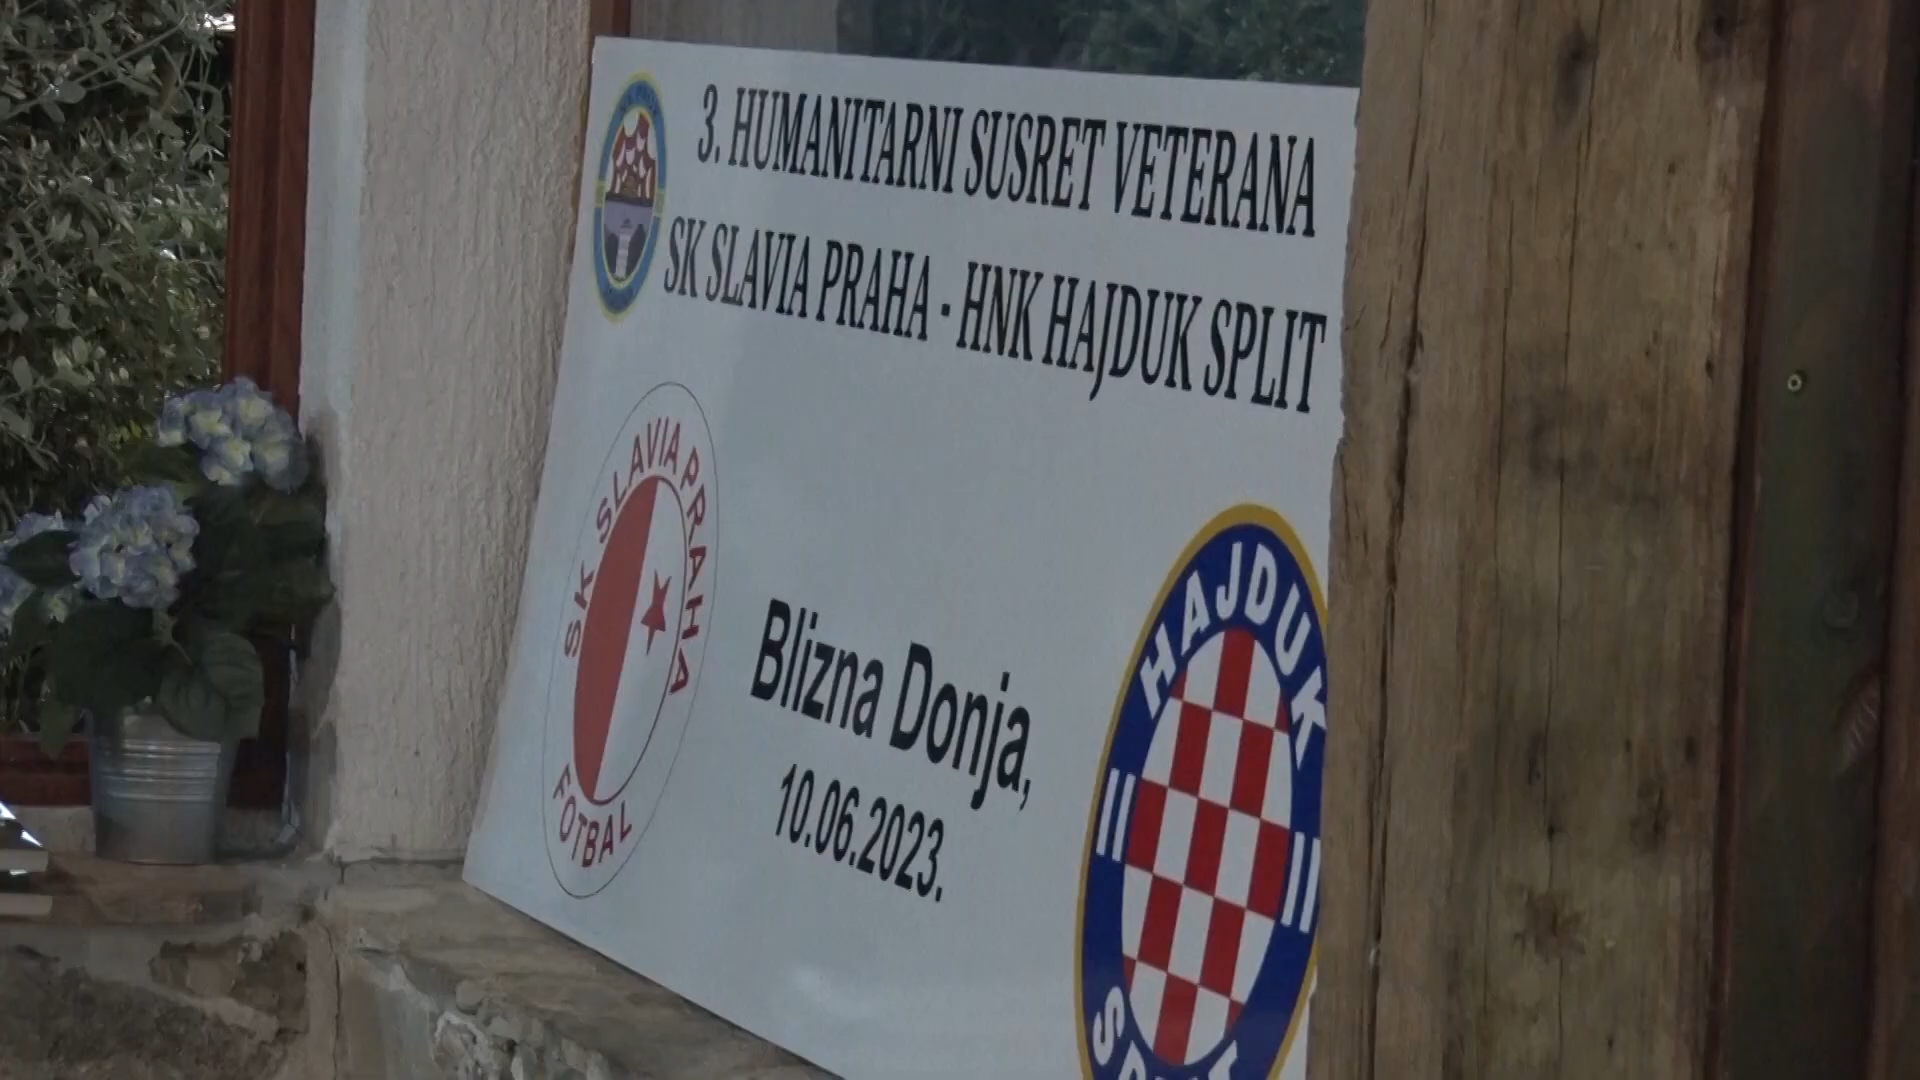 3. HUMANITARNI SUSRET VETERANA
SK SLAVIA PRAHA - HNK HAJDUK SPLIT
SK SLAVIA PRAHA
FOTBAL
Blizna Donja,
10.06.2023.
HAJDUK